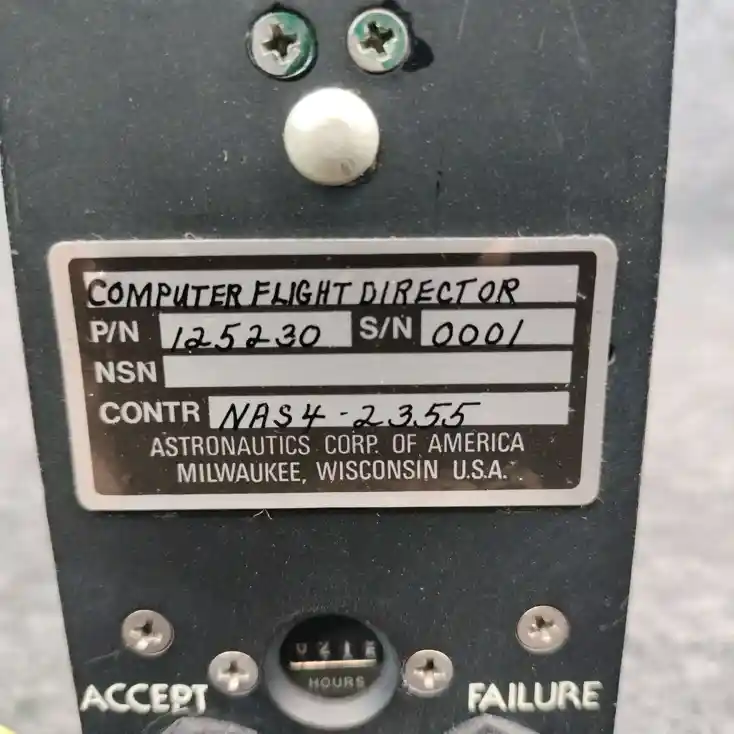 COMPUTER FLIGHT DIRECTOR
P/N 125230 S/N 0001
NSN
CONTR NAS4-2355
ASTRONAUTICS CORP. OF AMERICA
MILWAUKEE, WISCONSIN U.S.A.
HOURS
ACCEPT FAILURE